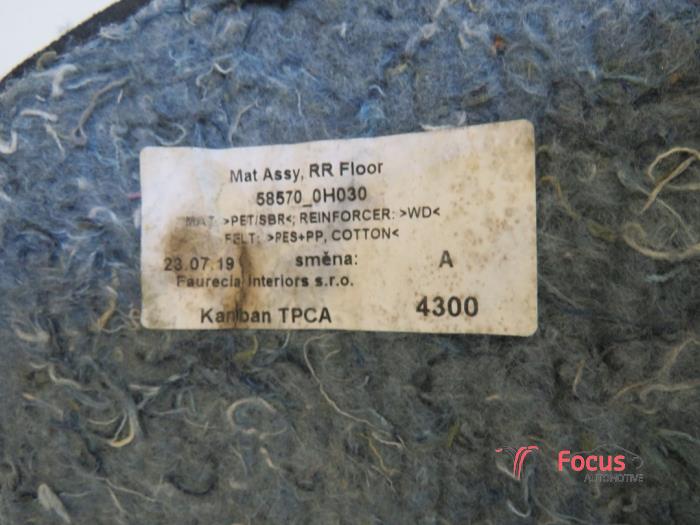 Mat Assy, RR Floor
58570_0H030
MAT: >PET/SBR<; REINFORCER: >WD<
FELT: >PES+PP, COTTON<
23.07.19 směna: A
Faurecia Interiors s.r.o.
Kanban TPCA 4300
Focus
AUTOMOTIVE